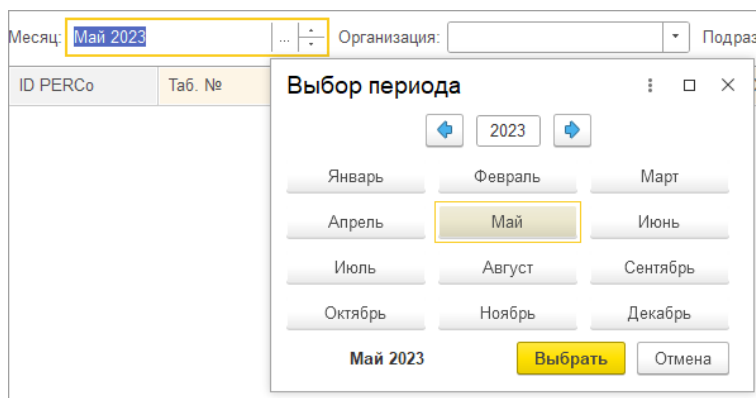 Месяц: Май 2023 ... Организация: Подраз
ID PERCo Таб. №
Выбор периода
2023
Январь Февраль Март
Апрель Май Июнь
Июль Август Сентябрь
Октябрь Ноябрь Декабрь
Май 2023 Выбрать Отмена